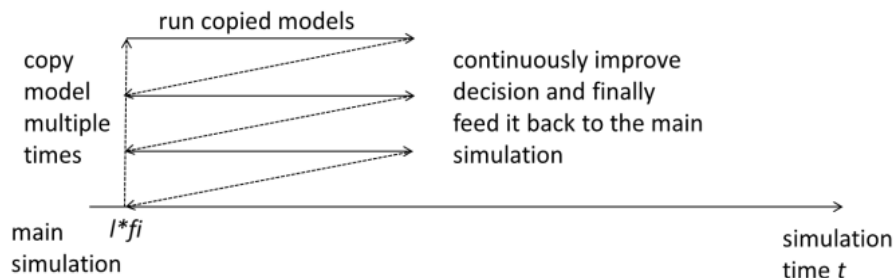 run copied models
copy
model
multiple
times
continuously improve
decision and finally
feed it back to the main
simulation
main
simulation
l*fi
simulation
time t